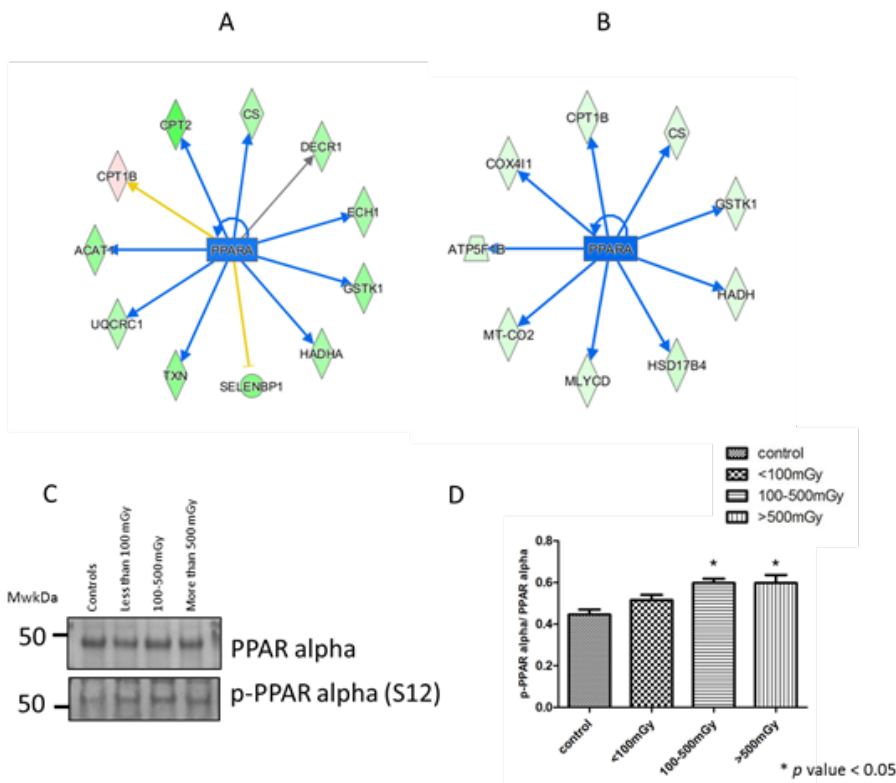 A
CPT2
CS
DECR1
CPT1B
ECH1
ACAT1
PPARA
GSTK1
UQCRC1
HADHA
TXN
SELENBP1
B
CPT1B
CS
COX4I1
GSTK1
ATP5F1B
PPARA
HADH
MT-CO2
HSD17B4
MLYCD
C
MwkDa
Controls
Less than 100 mGy
100-500 mGy
More than 500 mGy
50
PPAR alpha
50
p-PPAR alpha (S12)
D
control
<100mGy
100-500mGy
>500mGy
p-PPAR alpha/ PPAR alpha
0.8
0.6
0.4
0.2
0.0
* *
control
<100mGy
100-500mGy
>500mGy
* p value < 0.05